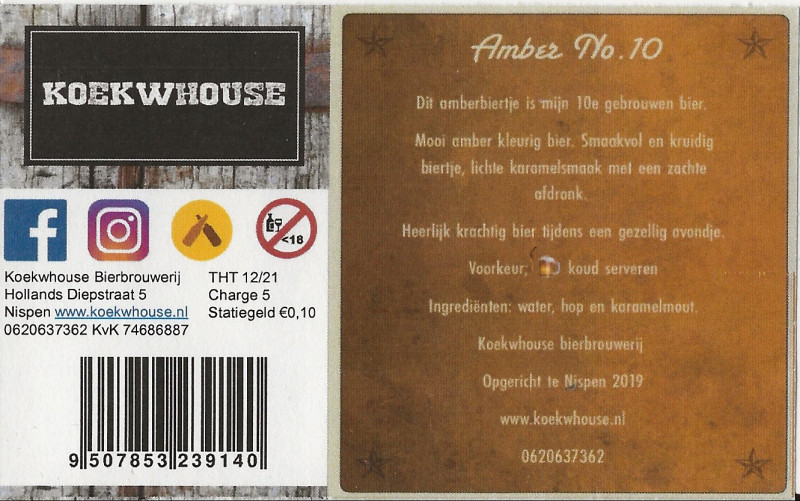 KOEKWHOUSE
<18
Koekwhouse Bierbrouwerij
Hollands Diepstraat 5
Nispen www.koekwhouse.nl
0620637362 KvK 74686887
THT 12/21
Charge 5
Statiegeld €0,10
9 507853 239140
Amber No.10
Dit amberbiertje is mijn 10e gebrouwen bier.
Mooi amber kleurig bier. Smaakvol en kruidig
biertje, lichte karamelsmaak met een zachte
afdronk.
Heerlijk krachtig bier tijdens een gezellig avondje.
Voorkeur; 🍺 koud serveren
Ingrediënten: water, hop en karamelmout.
Koekwhouse bierbrouwerij
Opgericht te Nispen 2019
www.koekwhouse.nl
0620637362